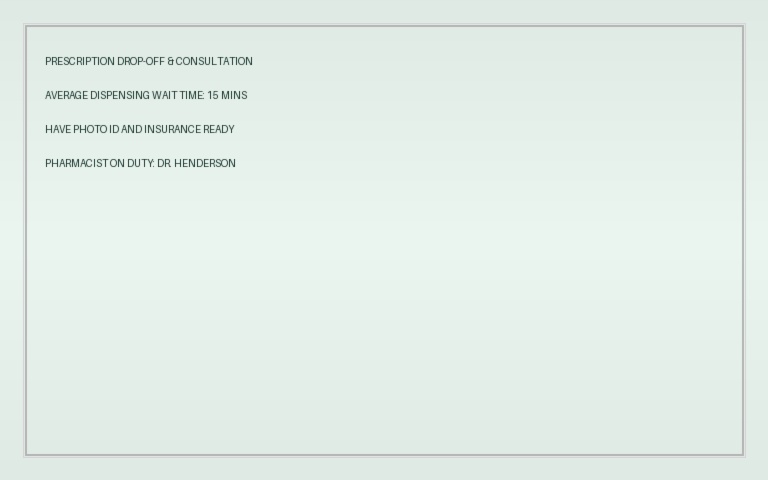 PRESCRIPTION DROP-OFF & CONSULTATION
AVERAGE DISPENSING WAIT TIME: 15 MINS
HAVE PHOTO ID AND INSURANCE READY
PHARMACIST ON DUTY: DR. HENDERSON